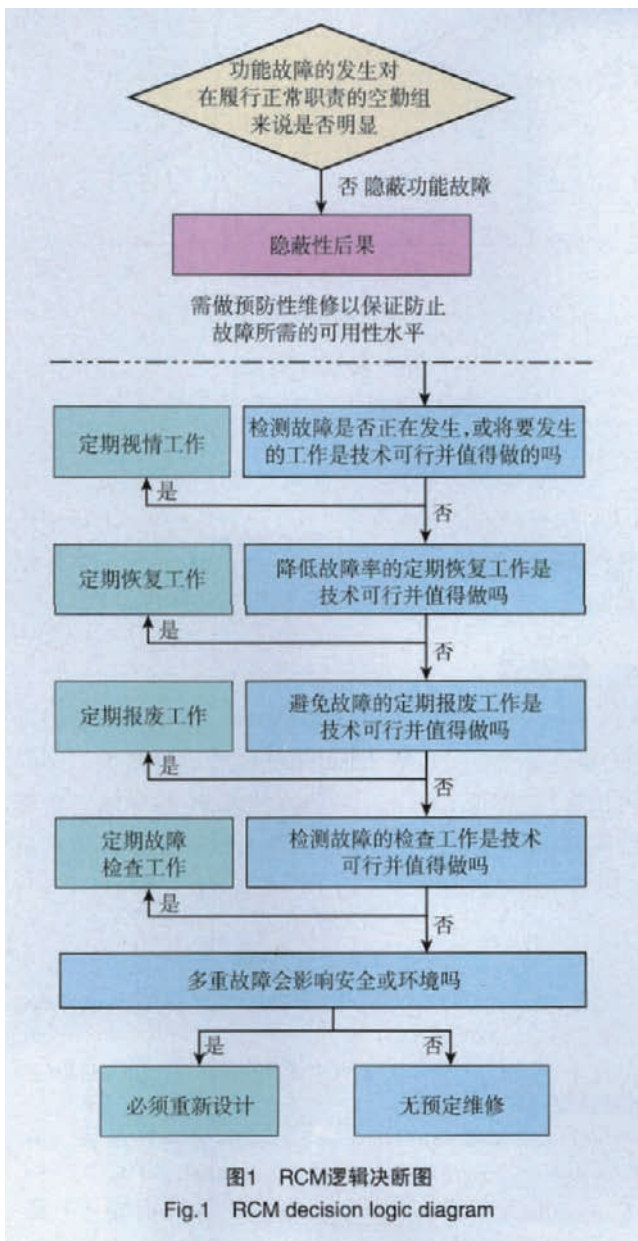 功能故障的发生对
在履行正常职责的空勤组
来说是否明显
否 隐蔽功能故障
隐蔽性后果
需做预防性维修以保证防止
故障所需的可用性水平
定期视情工作
检测故障是否正在发生,或将要发生
的工作是技术可行并值得做的吗
是
否
定期恢复工作
降低故障率的定期恢复工作是
技术可行并值得做吗
是
否
定期报废工作
避免故障的定期报废工作是
技术可行并值得做吗
是
否
定期故障
检查工作
检测故障的检查工作是技术
可行并值得做吗
是
否
多重故障会影响安全或环境吗
是
否
必须重新设计
无预定维修
图1 RCM逻辑决断图
Fig.1 RCM decision logic diagram